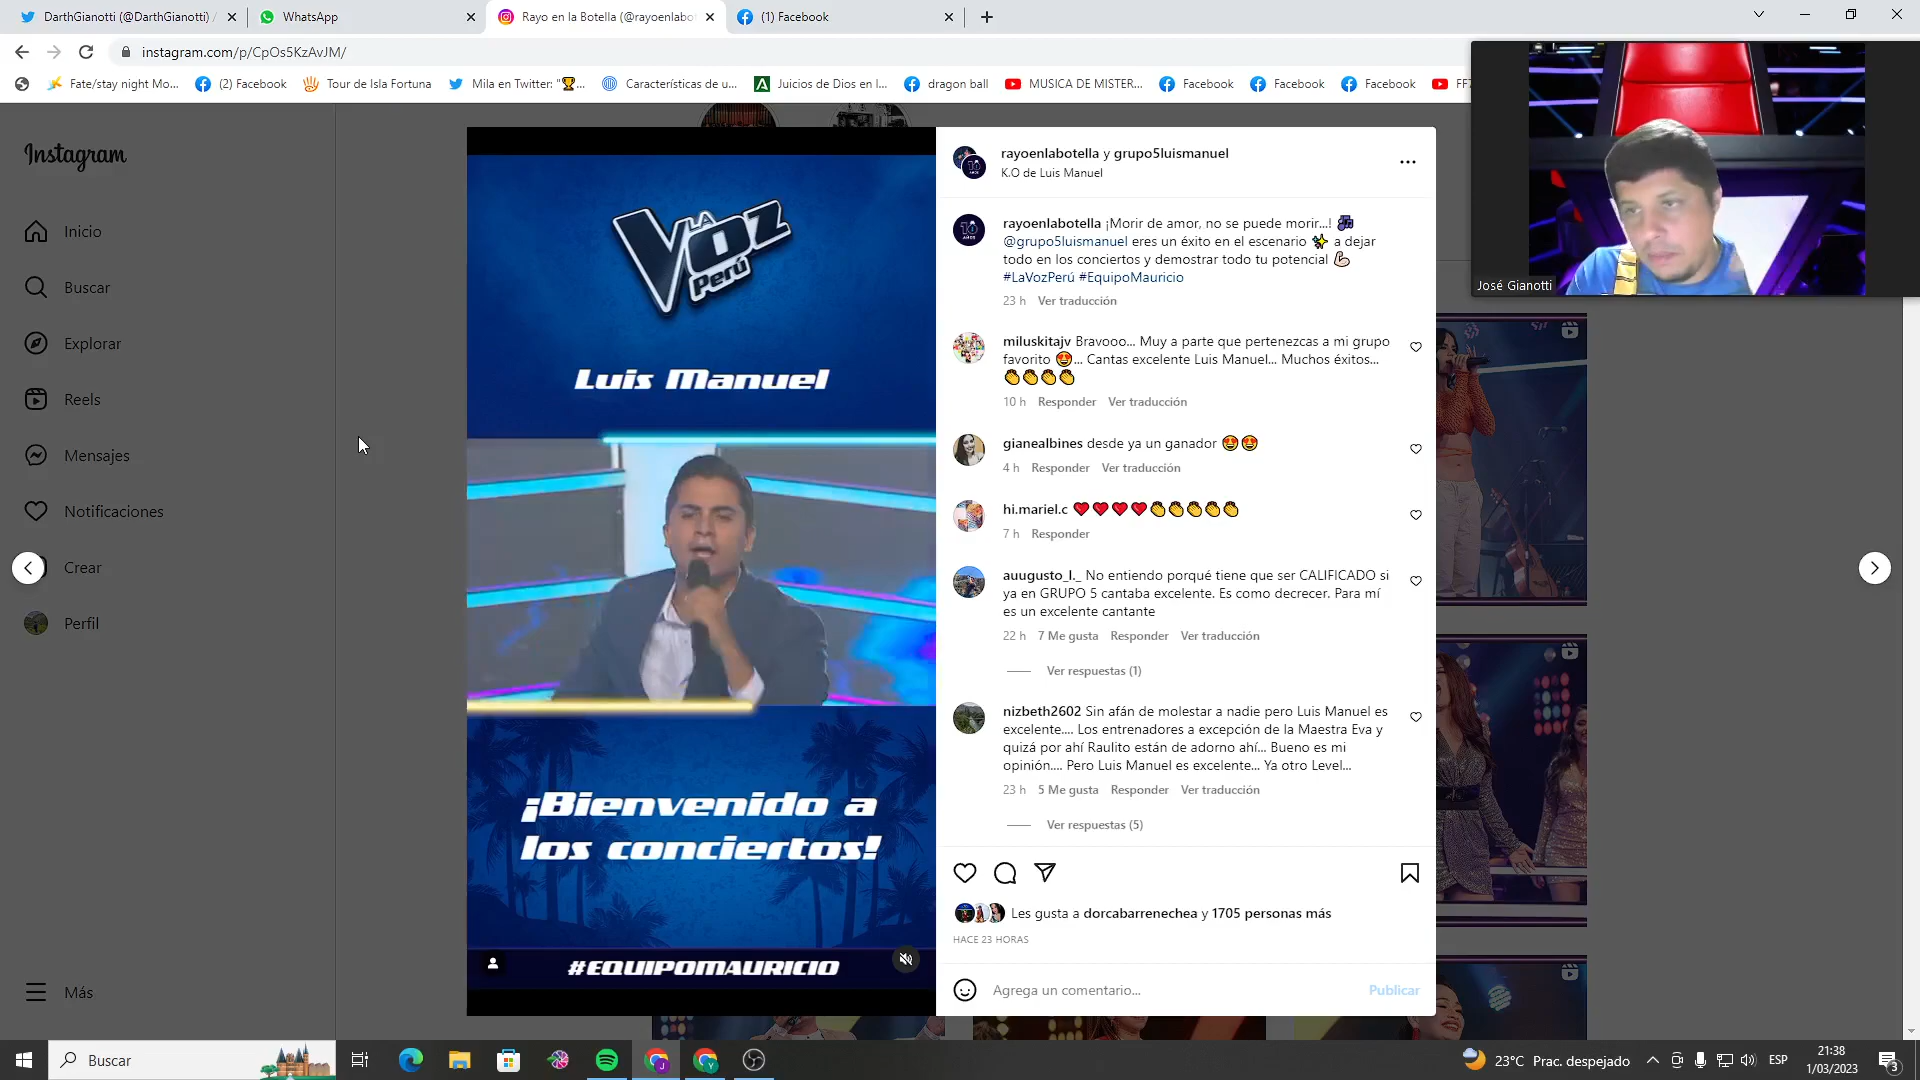 DarthGianotti (@DarthGianotti) /
WhatsApp
Rayo en la Botella (@rayoenlabo
(1) Facebook
instagram.com/p/CpOs5KzAvJM/
Fate/stay night Mo...
(2) Facebook
Tour de Isla Fortuna
Mila en Twitter: "🏆...
Características de u...
Juicios de Dios en l...
dragon ball
MUSICA DE MISTER...
Facebook
Facebook
Facebook
José Gianotti
Instagram
Inicio
Buscar
Explorar
Reels
Mensajes
Notificaciones
Crear
Perfil
Más
LA VOZ
Perú
Luis Manuel
¡Bienvenido a
los conciertos!
#EQUIPOMAURICIO
rayoenlabotella y grupo5luismanuel
K.O de Luis Manuel
rayoenlabotella ¡Morir de amor, no se puede morir...! 🎶
@grupo5luismanuel eres un éxito en el escenario ✨ a dejar
todo en los conciertos y demostrar todo tu potencial 💪🏻
#LaVozPerú #EquipoMauricio
23 h Ver traducción
miluskitajv Bravooo... Muy a parte que pertenezcas a mi grupo
favorito 😍... Cantas excelente Luis Manuel... Muchos éxitos...
👏👏👏👏
10 h Responder Ver traducción
gianealbines desde ya un ganador 😍😍
4 h Responder Ver traducción
hi.mariel.c ❤️❤️❤️❤️👏👏👏👏👏
7 h Responder
auugusto_l._ No entiendo porqué tiene que ser CALIFICADO si
ya en GRUPO 5 cantaba excelente. Es como decrecer. Para mí
es un excelente cantante
22 h 7 Me gusta Responder Ver traducción
Ver respuestas (1)
nizbeth2602 Sin afán de molestar a nadie pero Luis Manuel es
excelente.... Los entrenadores a excepción de la Maestra Eva y
quizá por ahí Raulito están de adorno ahí... Bueno es mi
opinión.... Pero Luis Manuel es excelente... Ya otro Level...
23 h 5 Me gusta Responder Ver traducción
Ver respuestas (5)
Les gusta a dorcabarrenechea y 1705 personas más
HACE 23 HORAS
Agrega un comentario...
Publicar
Buscar
23°C Prac. despejado
ESP
21:38
1/03/2023
3